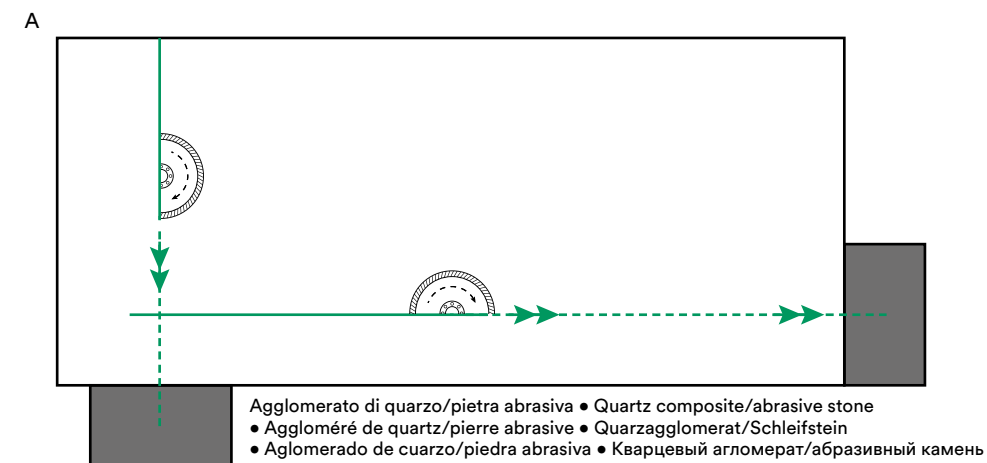 A
Agglomerato di quarzo/pietra abrasiva ● Quartz composite/abrasive stone
● Aggloméré de quartz/pierre abrasive ● Quarzagglomerat/Schleifstein
● Aglomerado de cuarzo/piedra abrasiva ● Кварцевый агломерат/абразивный камень